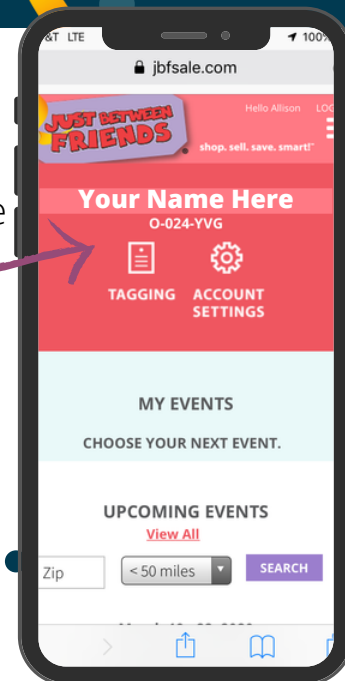 &T LTE
100%
jbfsale.com
Hello Allison LOG
JUST BETWEEN
FRIENDS
shop. sell. save. smart!
Your Name Here
O-024-YVG
TAGGING
ACCOUNT
SETTINGS
MY EVENTS
CHOOSE YOUR NEXT EVENT.
UPCOMING EVENTS
View All
Zip
< 50 miles
SEARCH